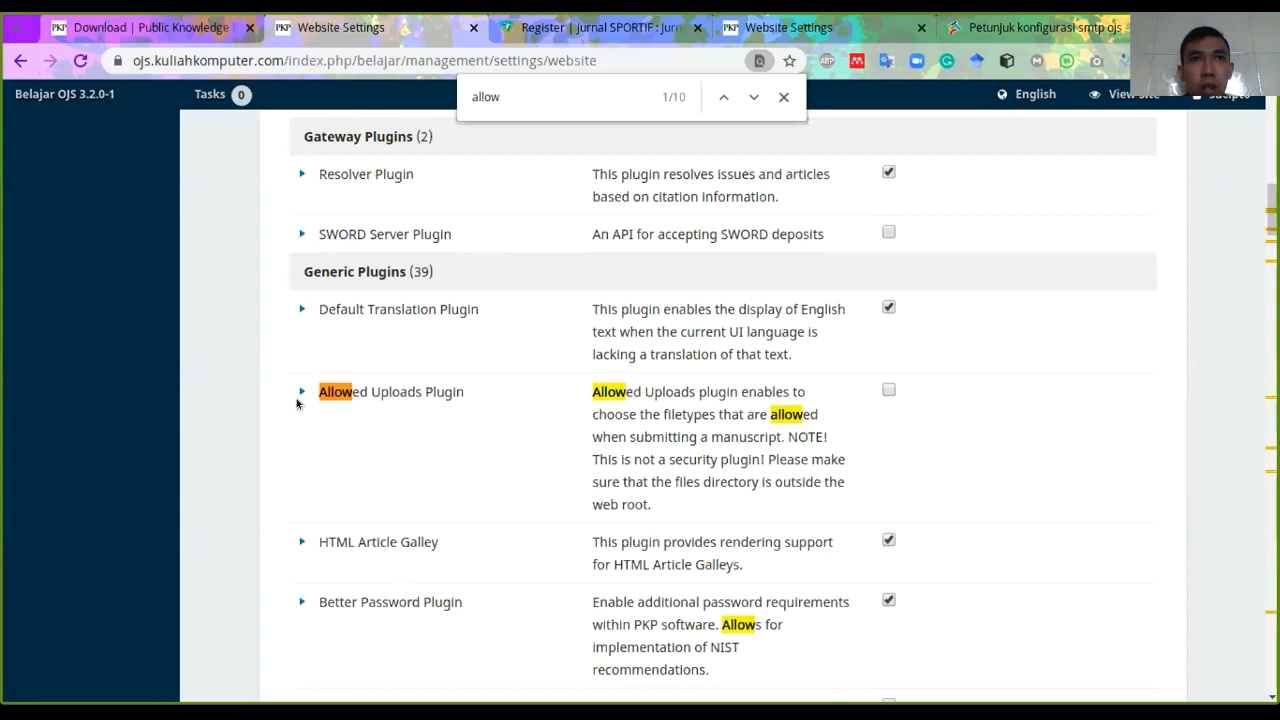 Download | Public Knowledge
Website Settings
Register | Jurnal SPORTIF : Jurn
Website Settings
Petunjuk konfigurasi smtp ojs
ojs.kuliahkomputer.com/index.php/belajar/management/settings/website
allow 1/10
Belajar OJS 3.2.0-1
Tasks 0
English
View Site
Gateway Plugins (2)
Resolver Plugin
This plugin resolves issues and articles
based on citation information.
SWORD Server Plugin
An API for accepting SWORD deposits
Generic Plugins (39)
Default Translation Plugin
This plugin enables the display of English
text when the current UI language is
lacking a translation of that text.
Allowed Uploads Plugin
Allowed Uploads plugin enables to
choose the filetypes that are allowed
when submitting a manuscript. NOTE!
This is not a security plugin! Please make
sure that the files directory is outside the
web root.
HTML Article Galley
This plugin provides rendering support
for HTML Article Galleys.
Better Password Plugin
Enable additional password requirements
within PKP software. Allows for
implementation of NIST
recommendations.